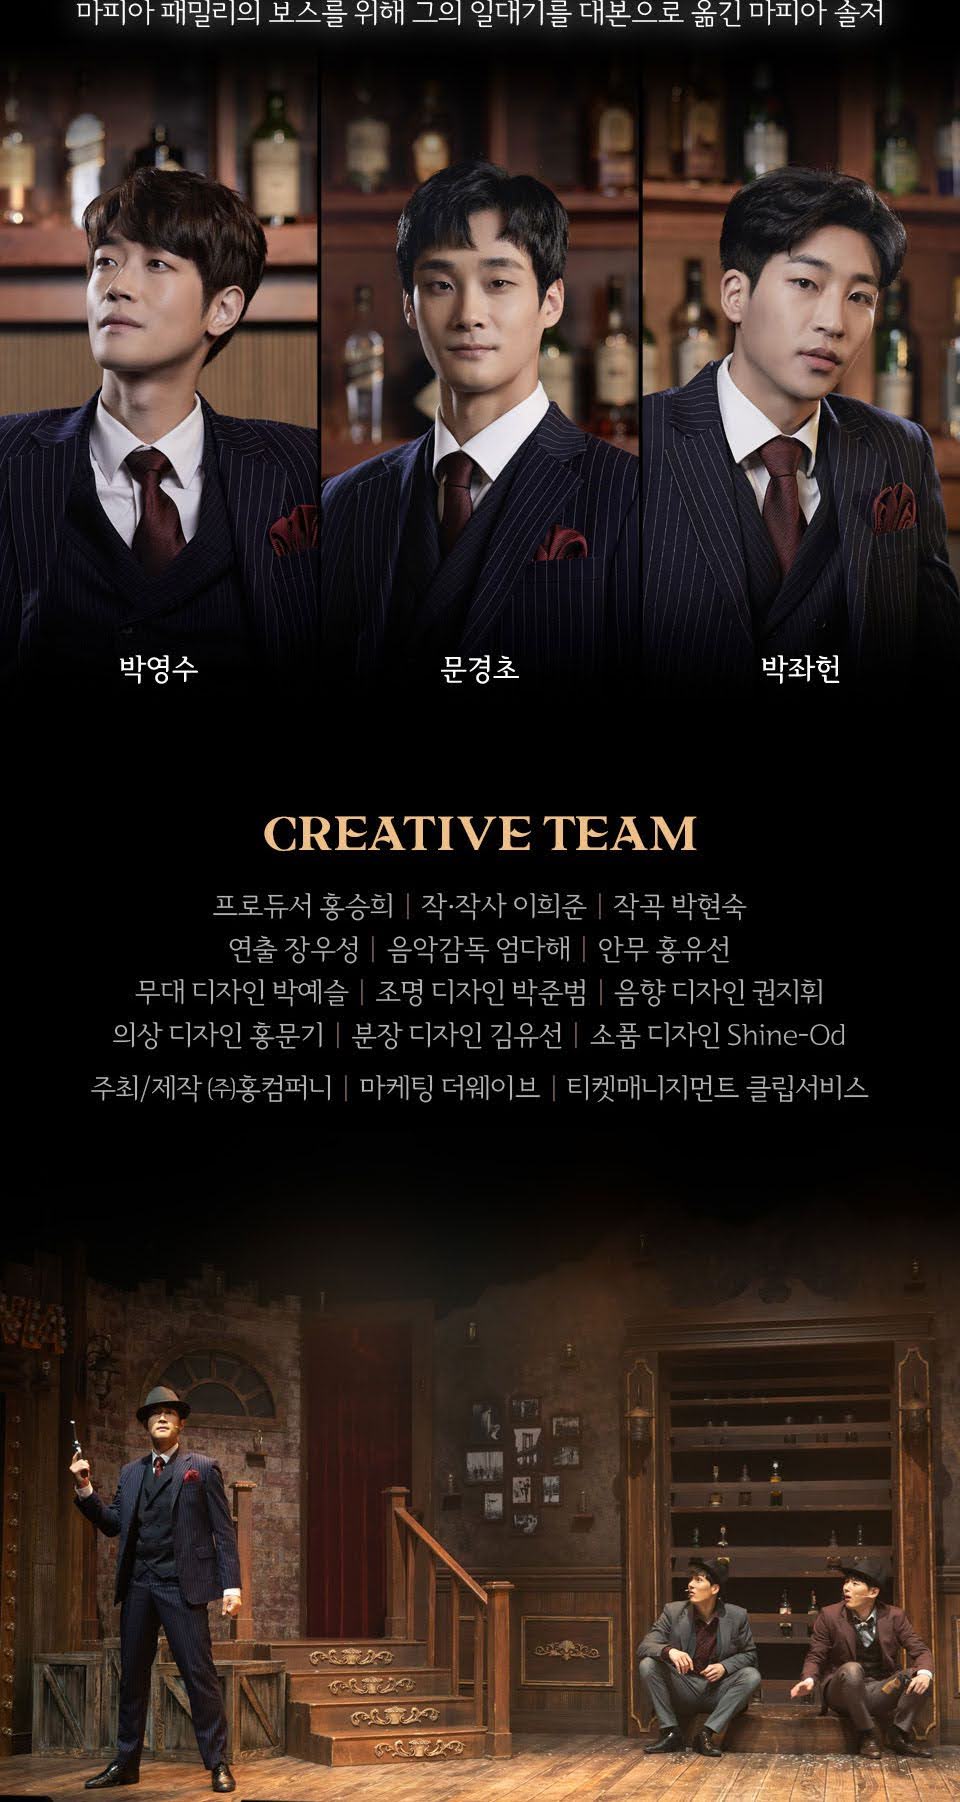 마피아 패밀리의 보스를 위해 그의 일대기를 대본으로 옮긴 마피아 솔저
박영수
문경초
박좌헌
CREATIVE TEAM
프로듀서 홍승희 | 작·작사 이희준 | 작곡 박현숙
연출 장우성 | 음악감독 엄다해 | 안무 홍유선
무대 디자인 박예슬 | 조명 디자인 박준범 | 음향 디자인 권지휘
의상 디자인 홍문기 | 분장 디자인 김유선 | 소품 디자인 Shine-Od
주최/제작 ㈜홍컴퍼니 | 마케팅 더웨이브 | 티켓매니지먼트 클립서비스